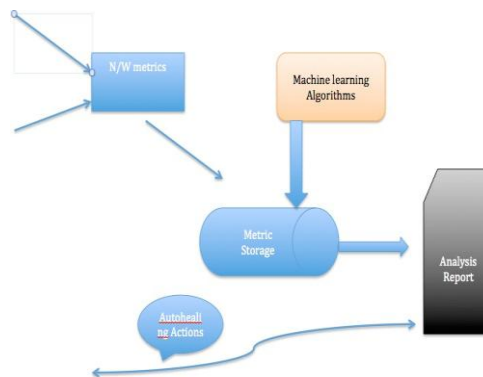 N/W metrics
Machine learning
Algorithms
Metric
Storage
Analysis
Report
Autoheali
ng Actions